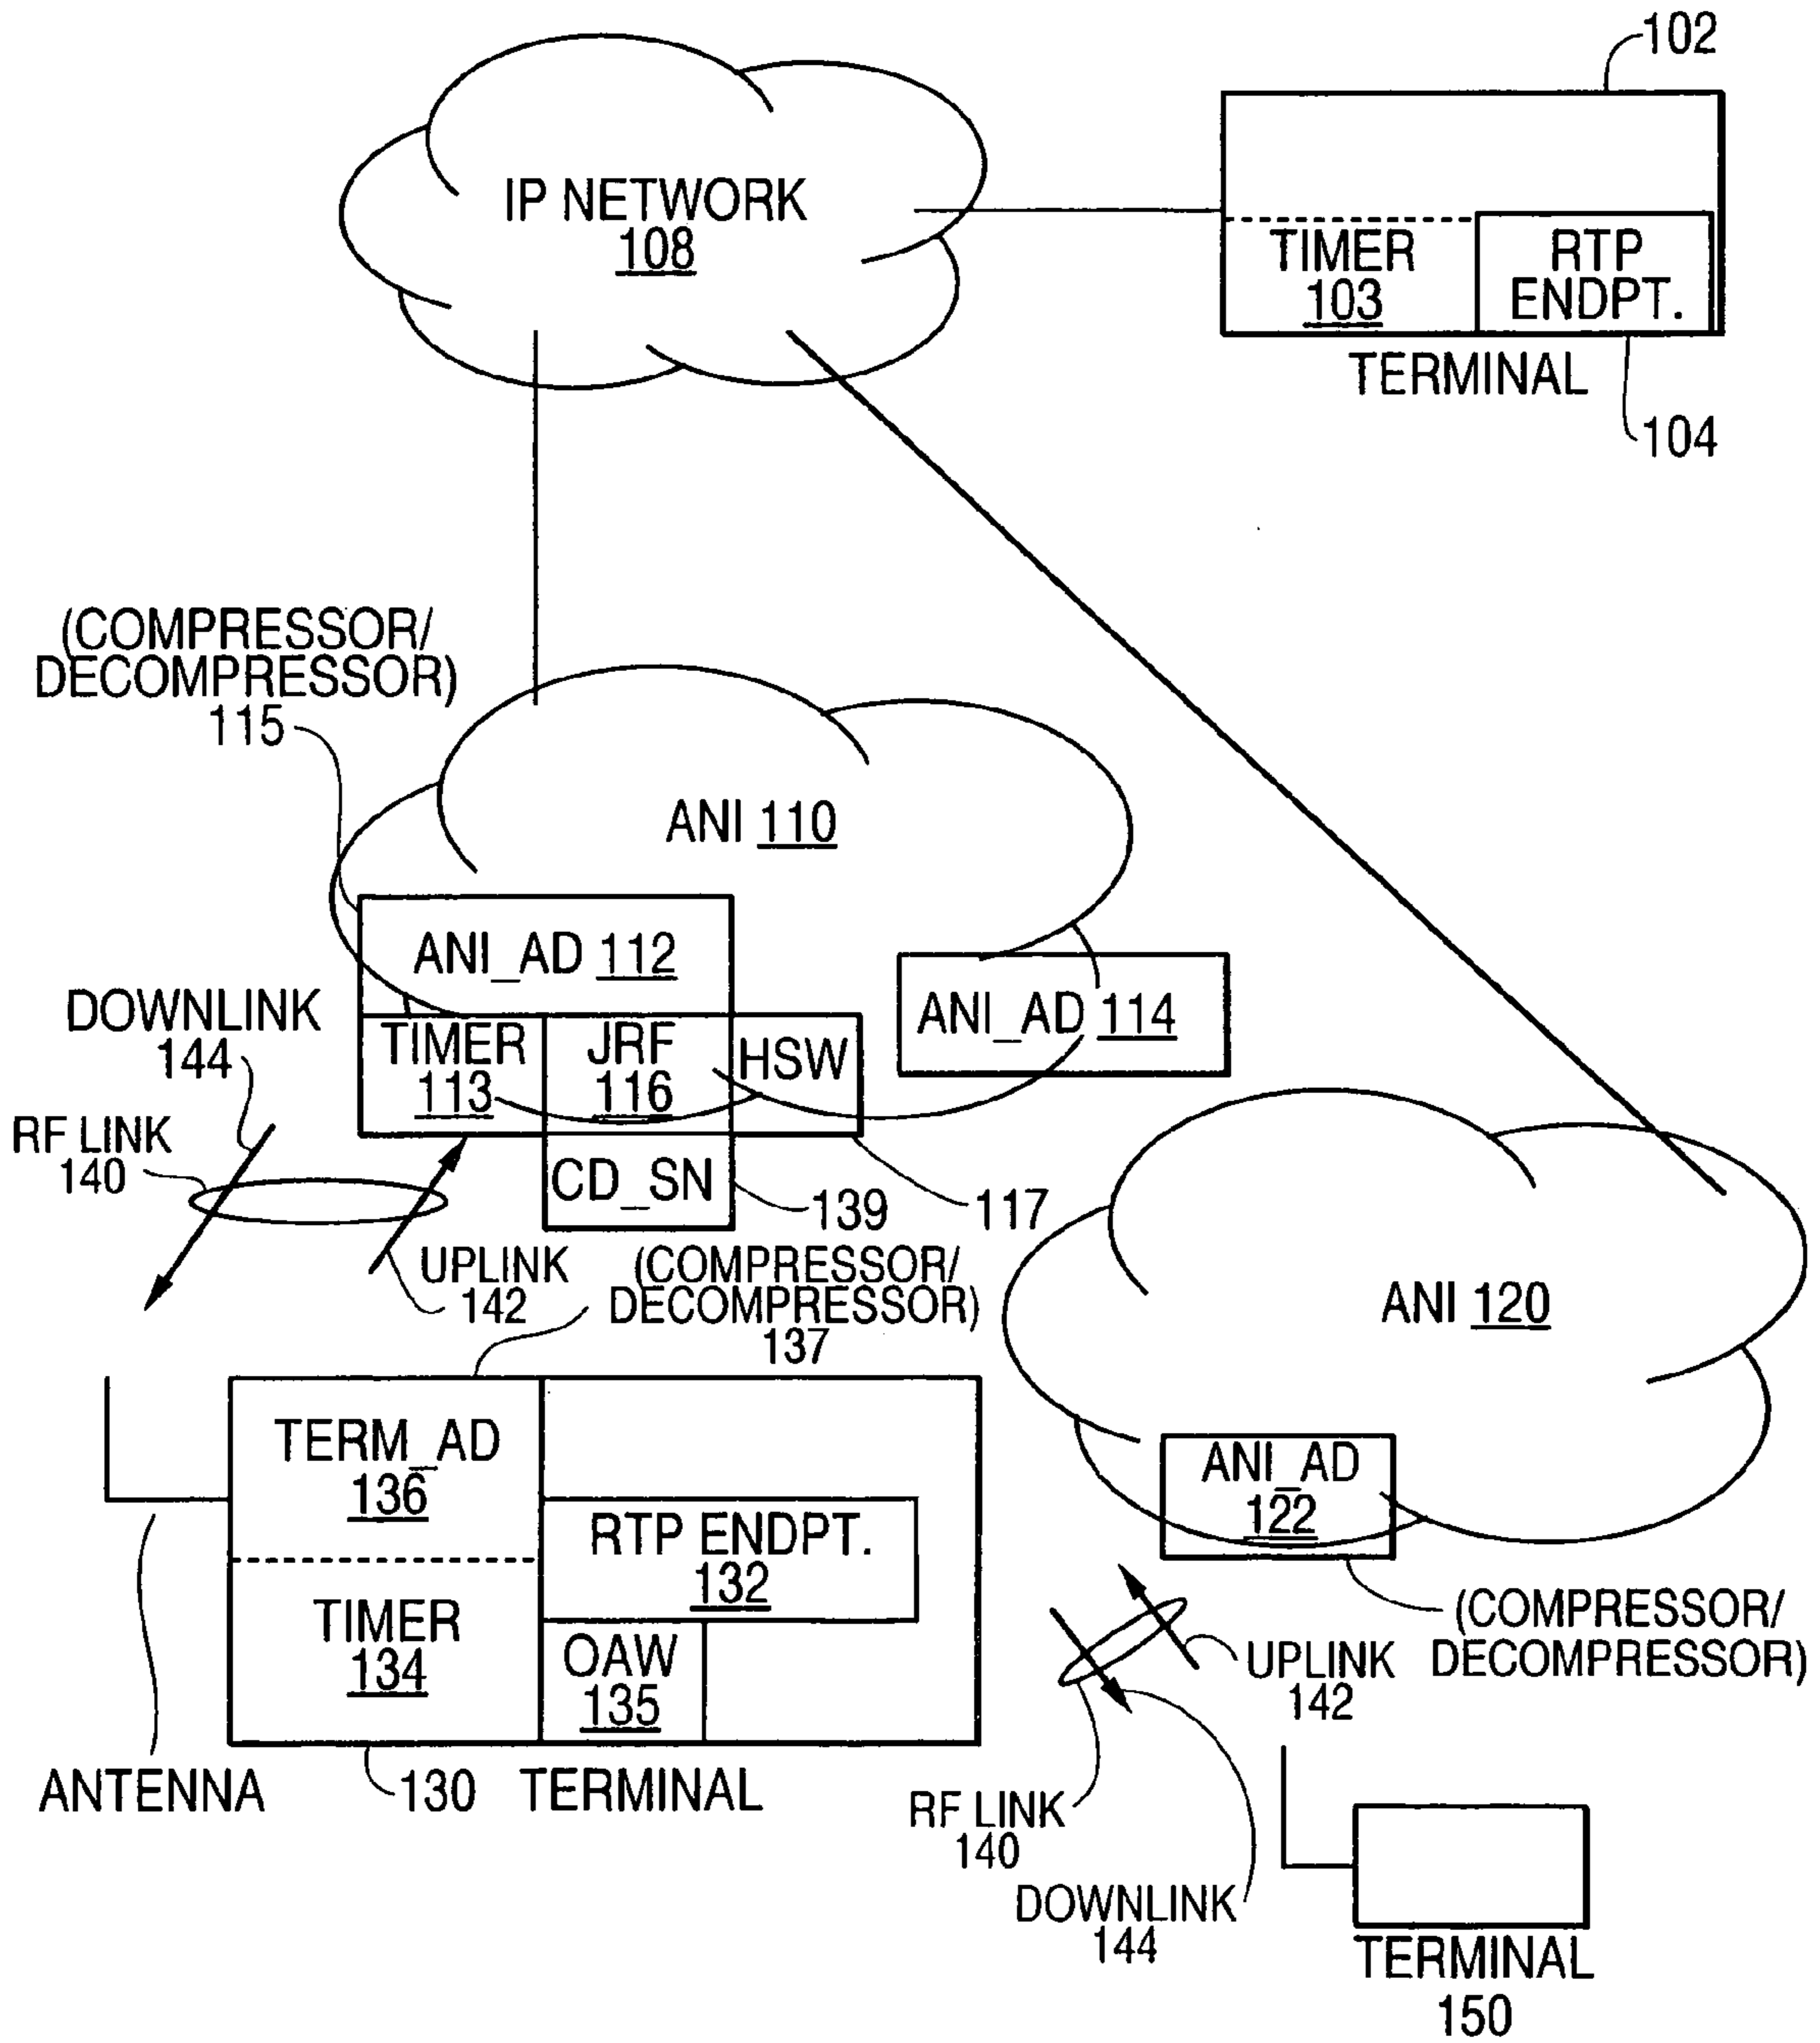 102
IP NETWORK
108
TIMER
103
RTP
ENDPT.
TERMINAL
104
(COMPRESSOR/
DECOMPRESSOR)
115
ANI 110
ANI_AD 112
ANI_AD 114
DOWNLINK
144
TIMER
113
JRF
116
HSW
RF LINK
140
CD_SN
139
117
UPLINK
142
(COMPRESSOR/
DECOMPRESSOR)
137
ANI 120
TERM_AD
136
RTP ENDPT.
132
ANI_AD
122
TIMER
134
OAW
135
(COMPRESSOR/
DECOMPRESSOR)
UPLINK
142
ANTENNA
130
TERMINAL
RF LINK
140
DOWNLINK
144
TERMINAL
150